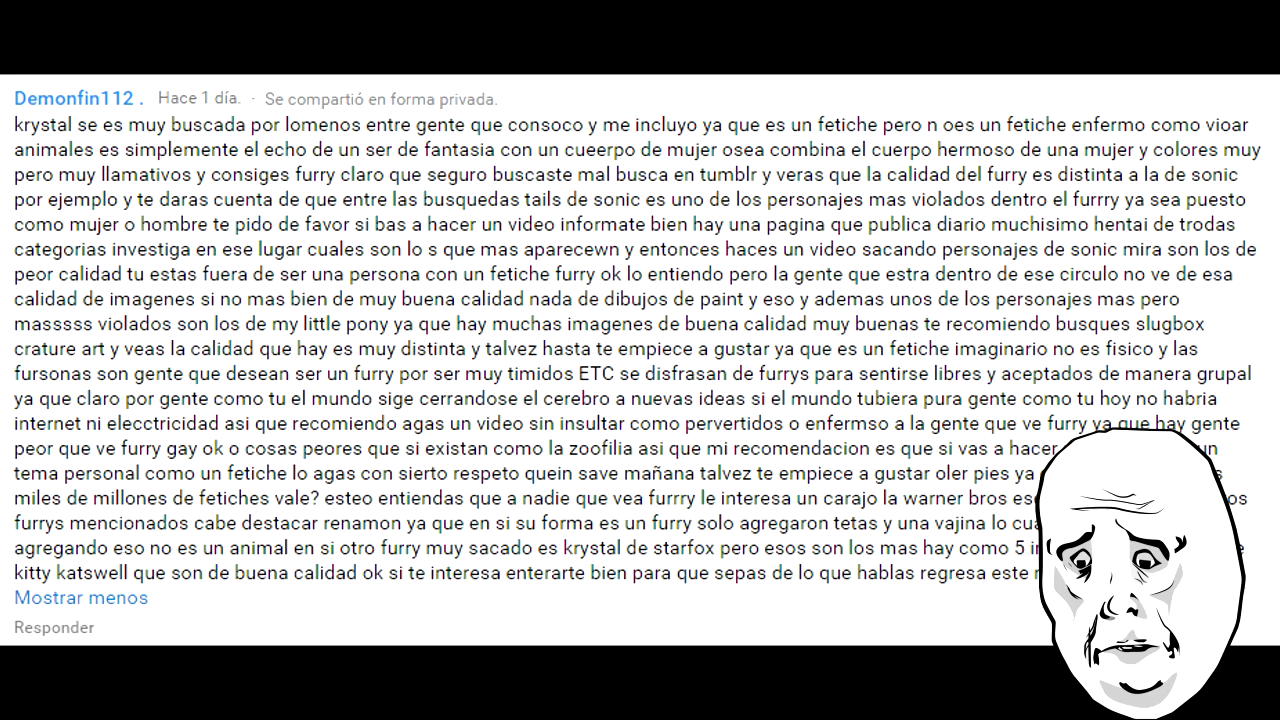 Demonfin112 . Hace 1 día. · Se compartió en forma privada.
krystal se es muy buscada por lomenos entre gente que consoco y me incluyo ya que es un fetiche pero n oes un fetiche enfermo como vioar
animales es simplemente el echo de un ser de fantasia con un cueerpo de mujer osea combina el cuerpo hermoso de una mujer y colores muy
pero muy llamativos y consiges furry claro que seguro buscaste mal busca en tumblr y veras que la calidad del furry es distinta a la de sonic
por ejemplo y te daras cuenta de que entre las busquedas tails de sonic es uno de los personajes mas violados dentro el furrry ya sea puesto
como mujer o hombre te pido de favor si bas a hacer un video informate bien hay una pagina que publica diario muchisimo hentai de trodas
categorias investiga en ese lugar cuales son lo s que mas aparecewn y entonces haces un video sacando personajes de sonic mira son los de
peor calidad tu estas fuera de ser una persona con un fetiche furry ok lo entiendo pero la gente que estra dentro de ese circulo no ve de esa
calidad de imagenes si no mas bien de muy buena calidad nada de dibujos de paint y eso y ademas unos de los personajes mas pero
masssss violados son los de my little pony ya que hay muchas imagenes de buena calidad muy buenas te recomiendo busques slugbox
crature art y veas la calidad que hay es muy distinta y talvez hasta te empiece a gustar ya que es un fetiche imaginario no es fisico y las
fursonas son gente que desean ser un furry por ser muy timidos ETC se disfrasan de furrys para sentirse libres y aceptados de manera grupal
ya que claro por gente como tu el mundo sige cerrandose el cerebro a nuevas ideas si el mundo tubiera pura gente como tu hoy no habria
internet ni elecctricidad asi que recomiendo agas un video sin insultar como pervertidos o enfermso a la gente que ve furry ya que hay gente
peor que ve furry gay ok o cosas peores que si existan como la zoofilia asi que mi recomendacion es que si vas a hacer un
tema personal como un fetiche lo agas con sierto respeto quein save mañana talvez te empiece a gustar oler pies ya
miles de millones de fetiches vale? esteo entiendas que a nadie que vea furrry le interesa un carajo la warner bros
furrys mencionados cabe destacar renamon ya que en si su forma es un furry solo agregaron tetas y una vajina lo
agregando eso no es un animal en si otro furry muy sacado es krystal de starfox pero esos son los mas hay como 5
kitty katswell que son de buena calidad ok si te interesa enterarte bien para que sepas de lo que hablas regresa este
Mostrar menos
Responder